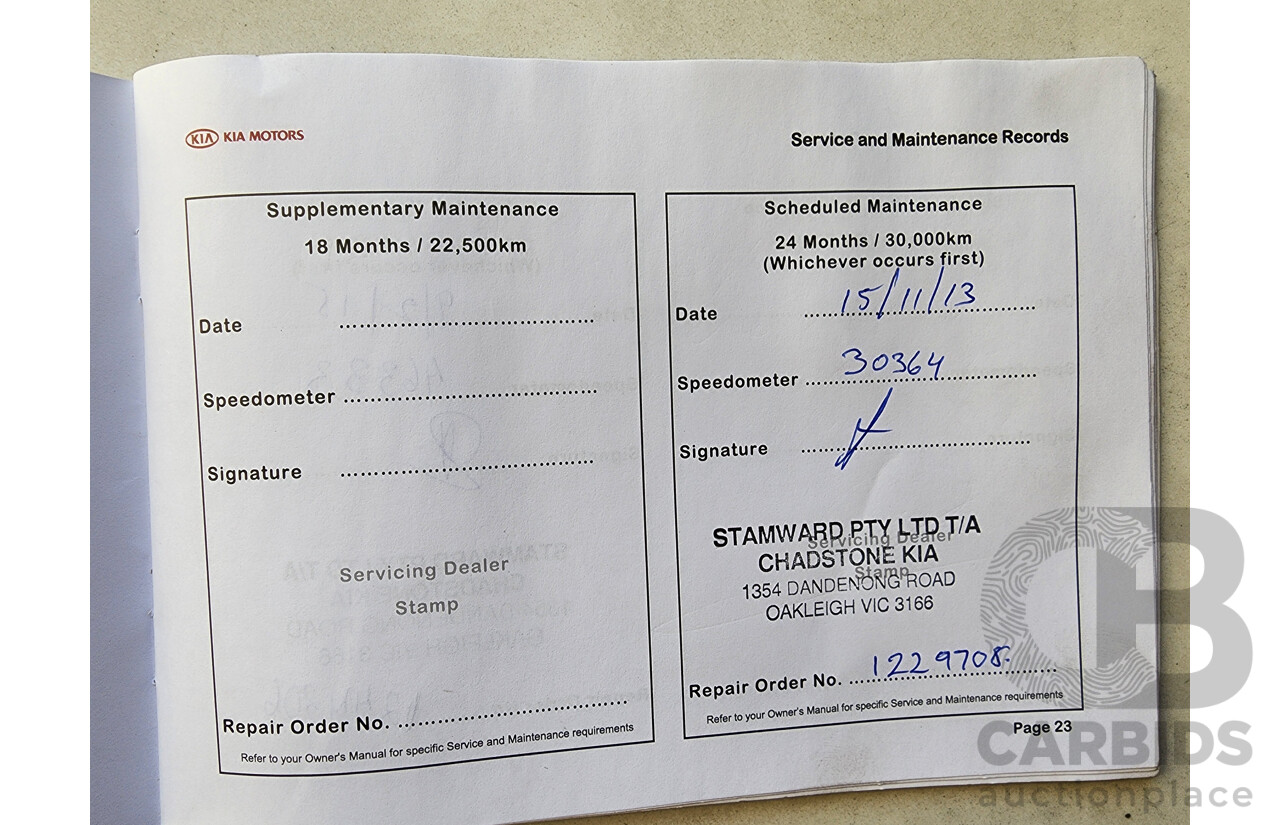 KIA KIA MOTORS
Service and Maintenance Records
Supplementary Maintenance
18 Months / 22,500km
Date
Speedometer
Signature
Servicing Dealer
Stamp
Repair Order No.
Refer to your Owner's Manual for specific Service and Maintenance requirements
Scheduled Maintenance
24 Months / 30,000km
(Whichever occurs first)
Date 15/11/13
Speedometer 30364
Signature
STAMWARD PTY LTD T/A
Servicing Dealer
CHADSTONE KIA
Stamp
1354 DANDENONG ROAD
OAKLEIGH VIC 3166
Repair Order No. 1229708.
Refer to your Owner's Manual for specific Service and Maintenance requirements
Page 23
CB
CARBIDS
auctionplace